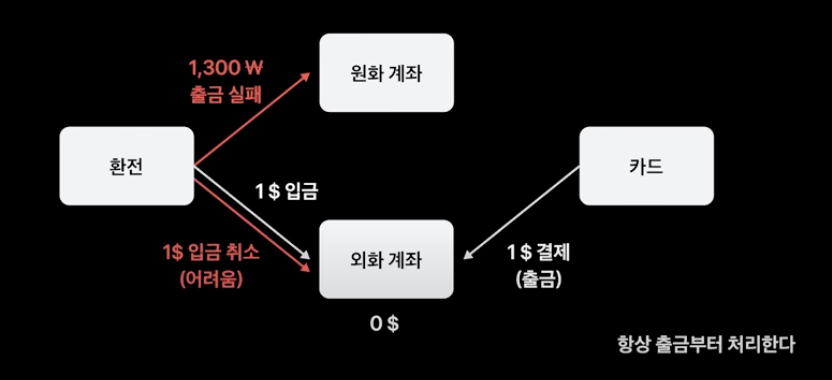 1,300 ₩
출금 실패
원화 계좌
환전
카드
1 $ 입금
1$ 입금 취소
(어려움)
외화 계좌
1 $ 결제
(출금)
0 $
항상 출금부터 처리한다